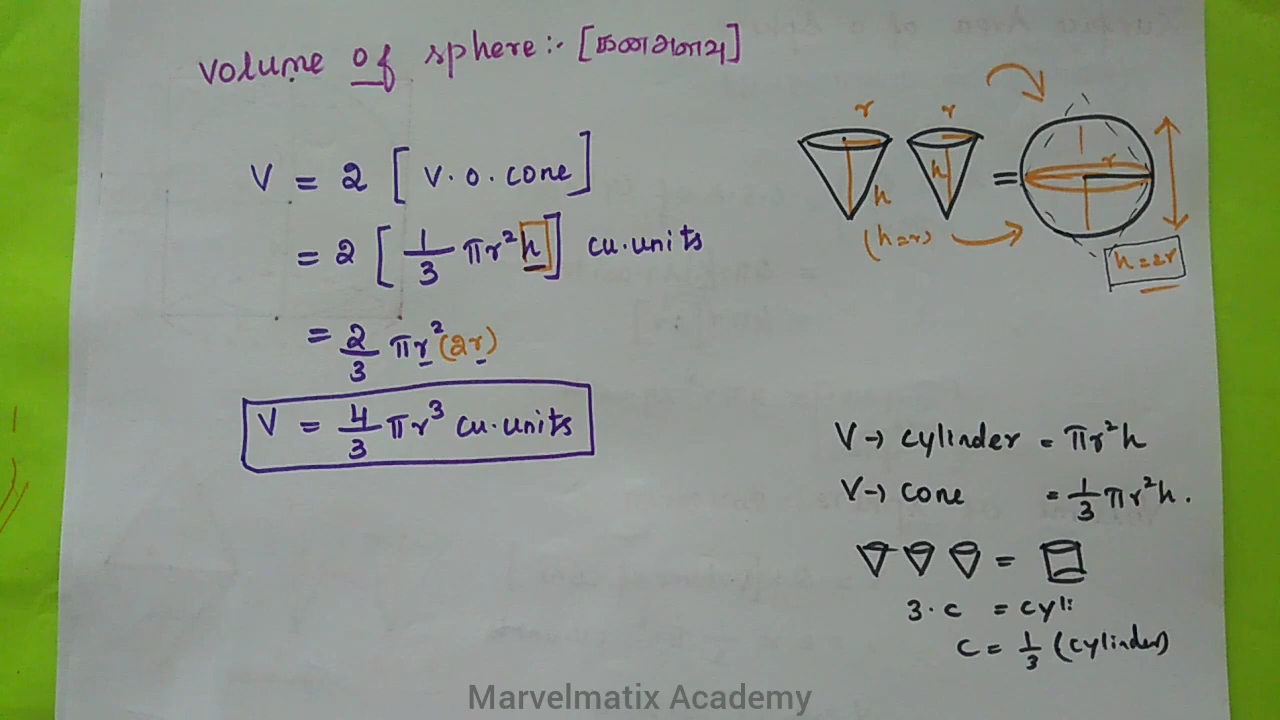 volume of sphere:- [கனஅளவு]
V = 2 [ V.O. cone ]
= 2 [ 1/3 πr²h ] cu.units
= 2/3 πr²(2r)
V = 4/3 πr³ cu.units
r r
h h r
=
(h=r)
h=2r
V → cylinder = πr²h
V → cone = 1/3 πr²h.
=
3.c = cyli
c = 1/3 (cylinder)
Marvelmatix Academy